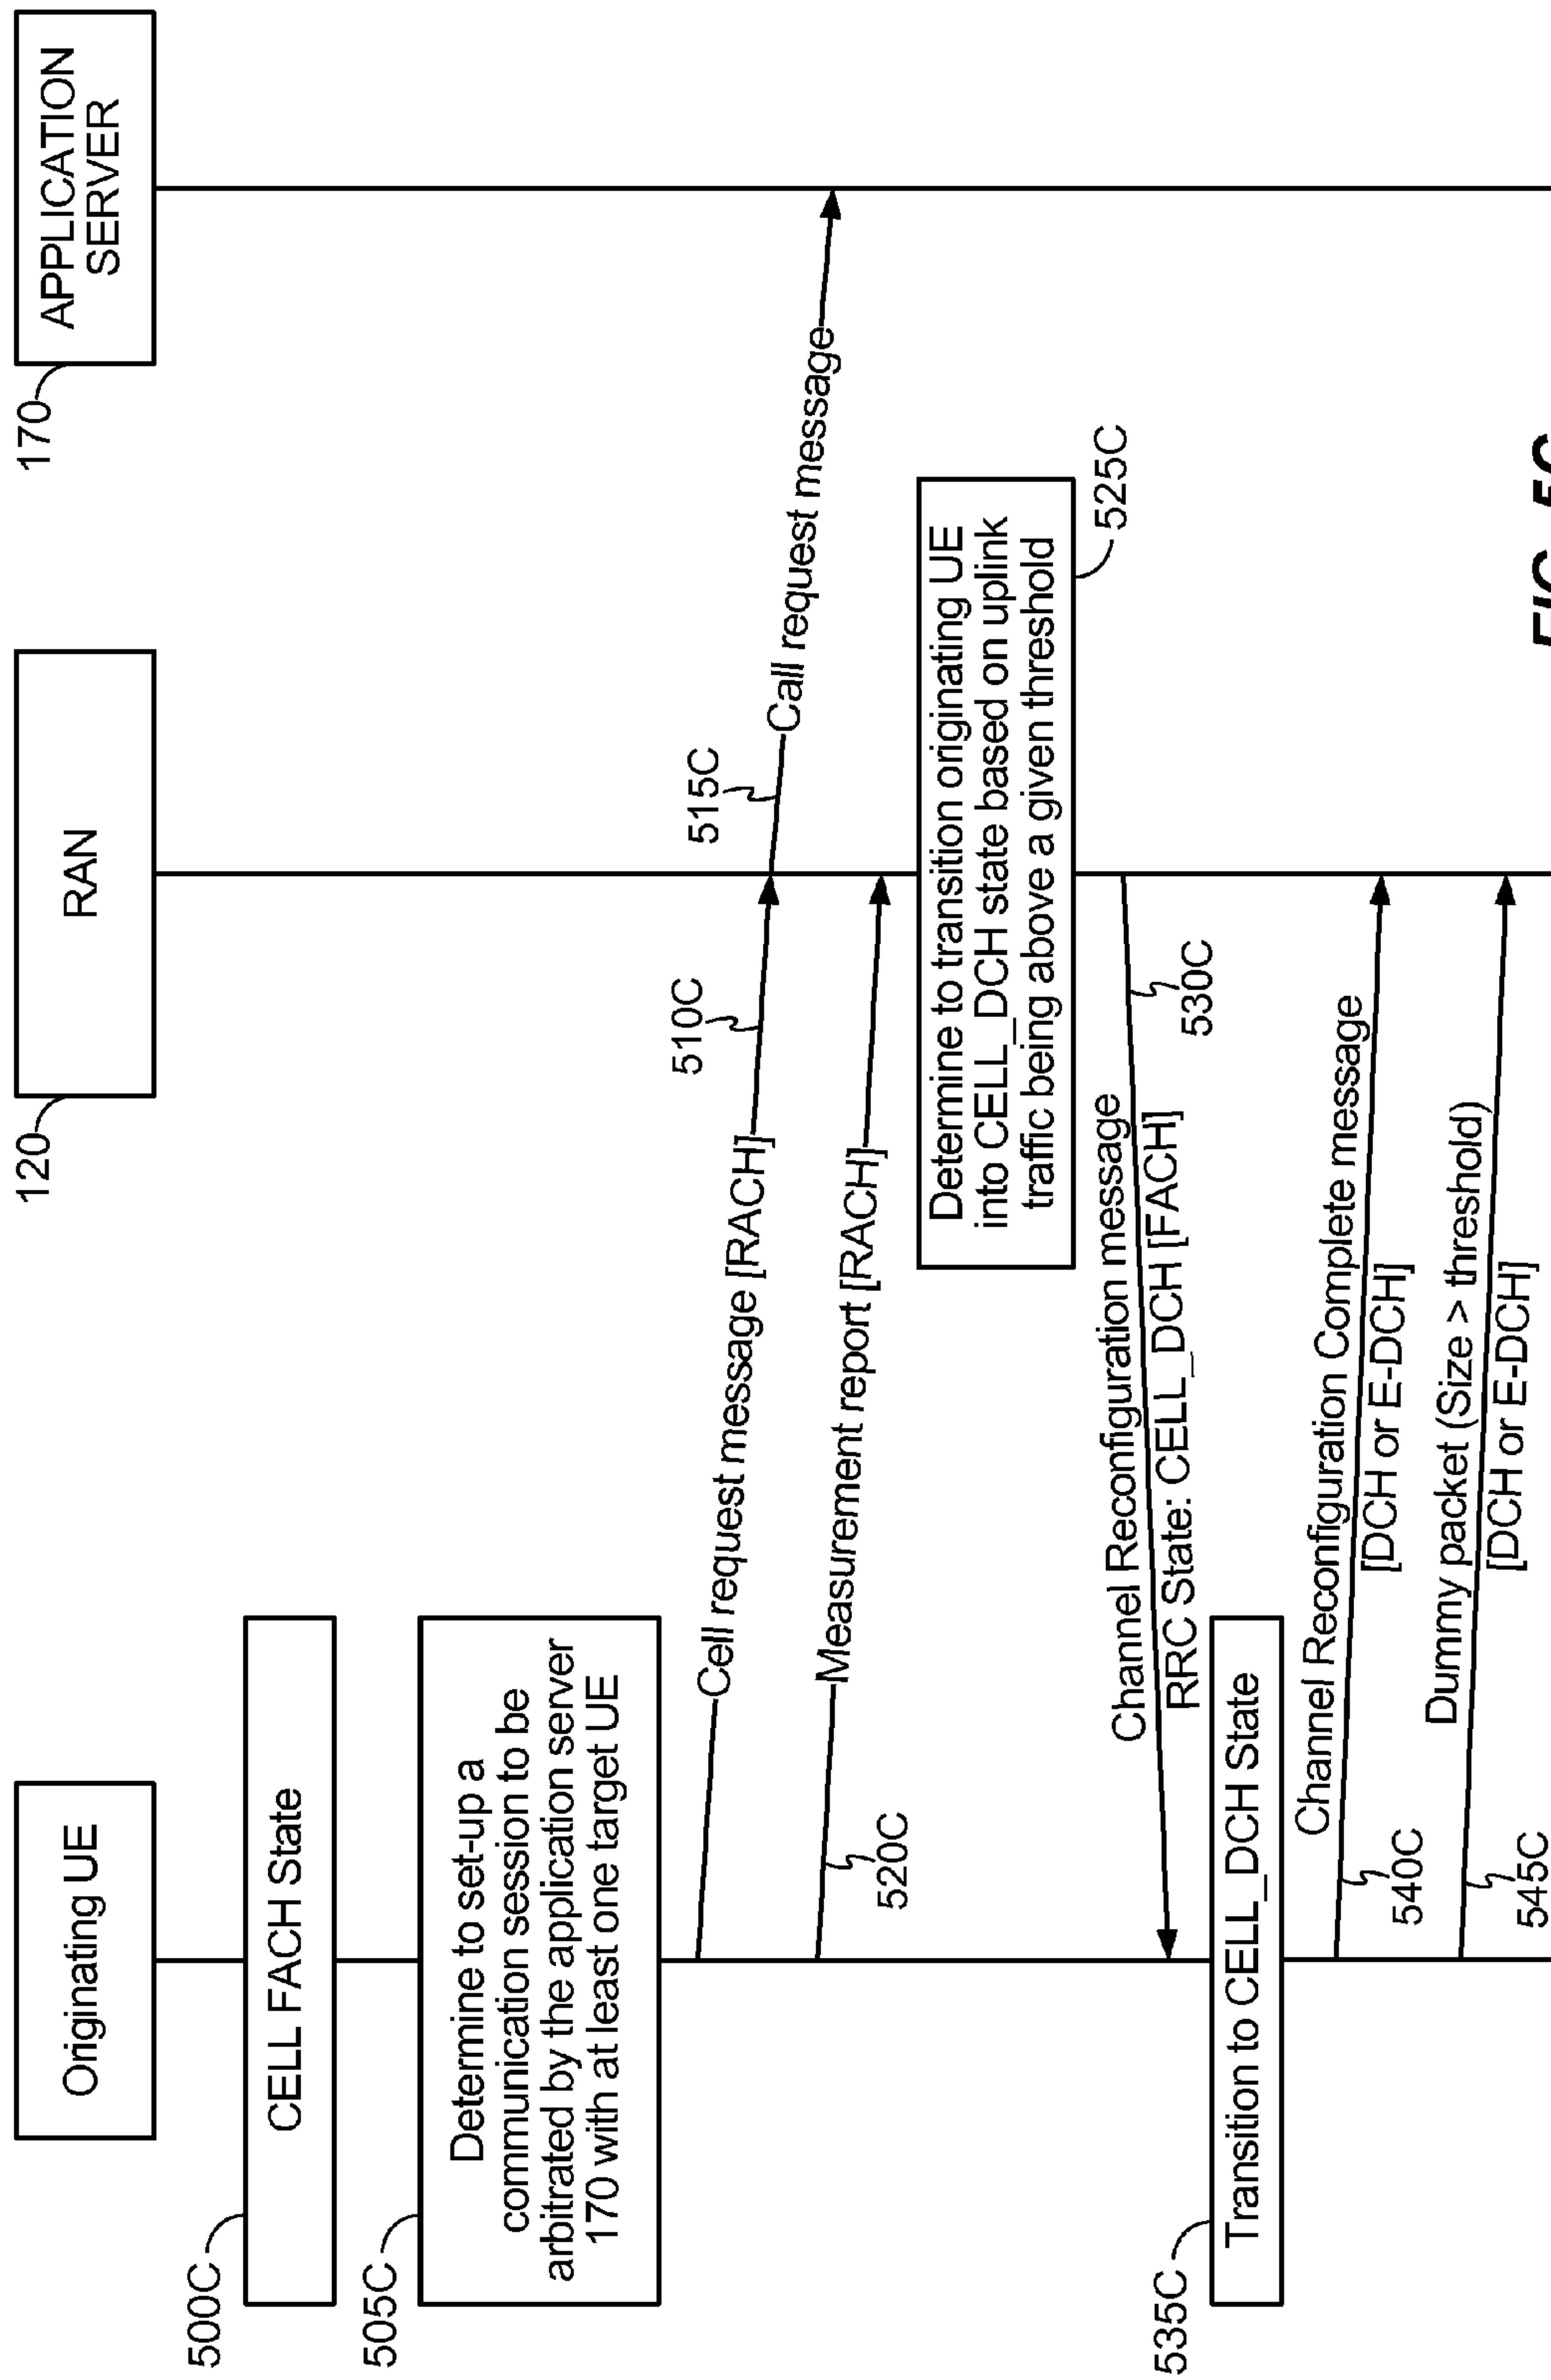 Originating UE
120
RAN
170
APPLICATION
SERVER
500C
CELL FACH State
505C
Determine to set-up a
communication session to be
arbitrated by the application server
170 with at least one target UE
Cell request message [RACH]
510C
515C
Call request message
Measurement report [RACH]
520C
Determine to transition originating UE
into CELL_DCH state based on uplink
traffic being above a given threshold
525C
Channel Reconfiguration message
RRC State: CELL_DCH [FACH]
530C
535C
Transition to CELL_DCH State
Channel Reconfiguration Complete message
[DCH or E-DCH]
540C
Dummy packet (Size > threshold)
[DCH or E-DCH]
545C
FIG. 5C